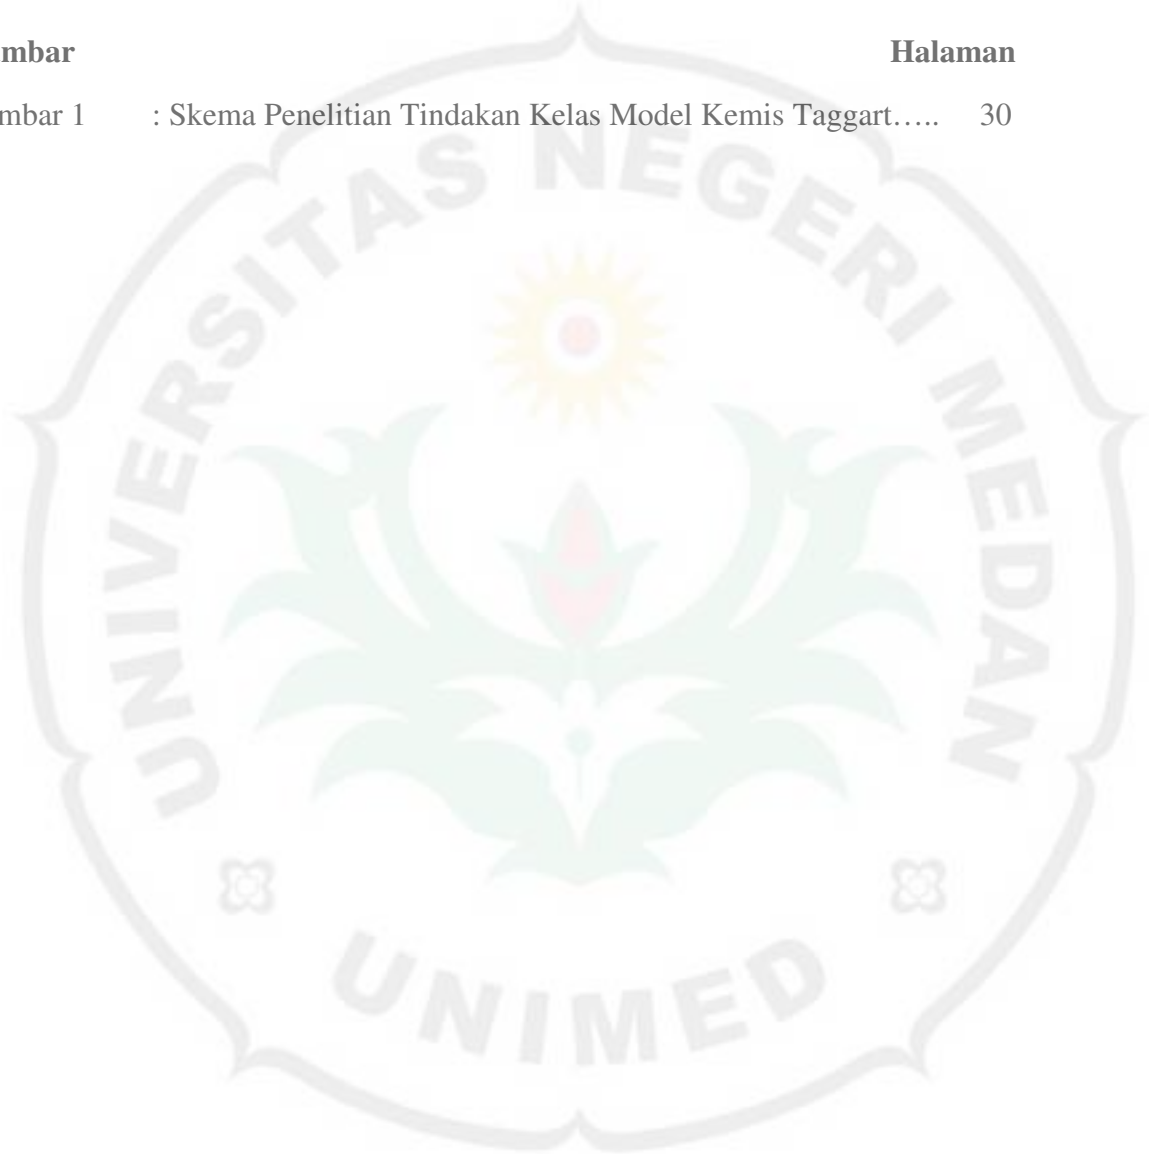 mbar Halaman
mbar 1 : Skema Penelitian Tindakan Kelas Model Kemis Taggart….. 30
UNIVERSITAS NEGERI MEDAN
UNIMED